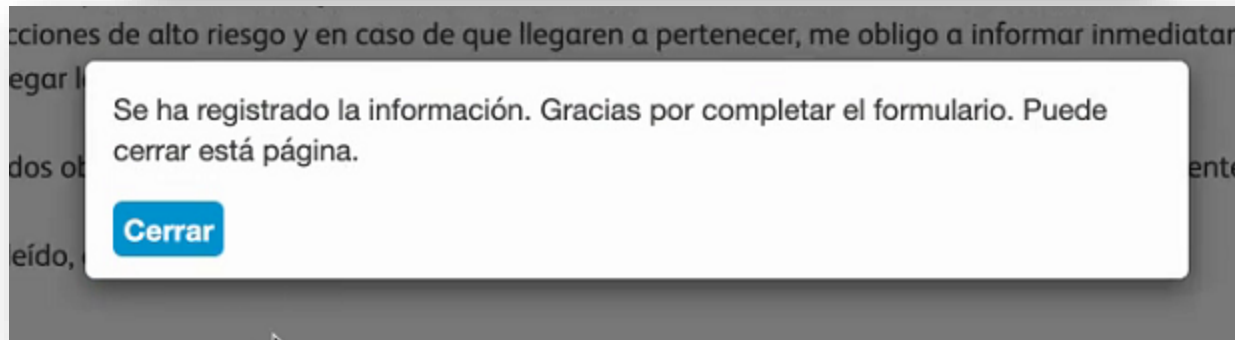 cciones de alto riesgo y en caso de que llegaren a pertenecer, me obligo a informar inmediatar
egar l
Se ha registrado la información. Gracias por completar el formulario. Puede
cerrar está página.
dos ob
ente
Cerrar
eído,